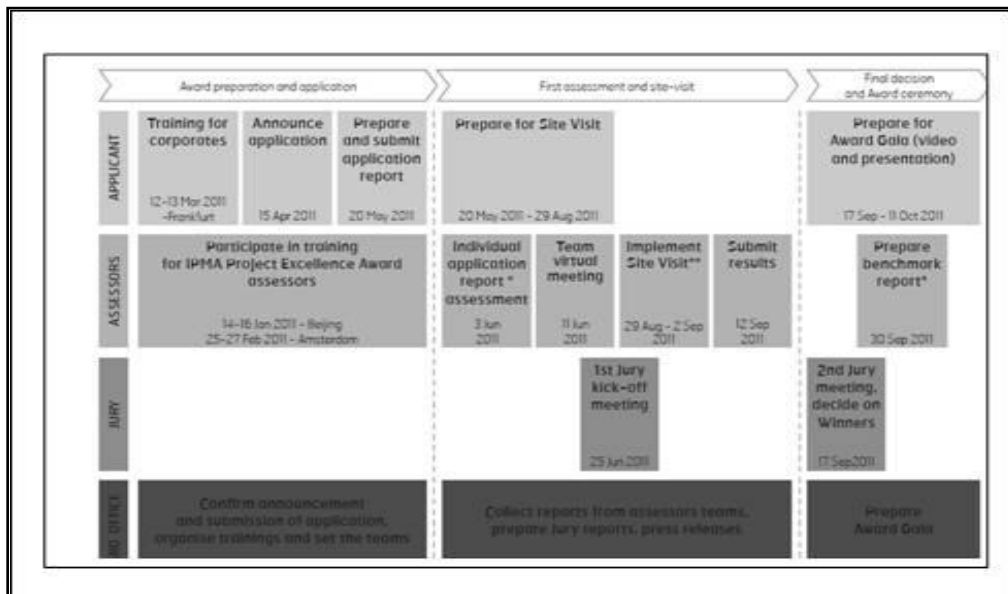 Award preparation and application
First assessment and site-visit
Final decision
and Award ceremony
APPLICANT
Training for
corporates
12-13 Mar 2011
-Frankfurt
Announce
application
15 Apr 2011
Prepare
and submit
application
report
20 May 2011
Prepare for Site Visit
20 May 2011 - 29 Aug 2011
Prepare for
Award Gala (video
and presentation)
17 Sep - 11 Oct 2011
ASSESSORS
Participate in training
for IPMA Project Excellence Award
assessors
14-16 Jan 2011 - Beijing
25-27 Feb 2011 - Amsterdam
Individual
application
report *
assessment
3 Jun
2011
Team
virtual
meeting
11 Jun
2011
Implement
Site Visit**
29 Aug - 2 Sep
2011
Submit
results
12 Sep
2011
Prepare
benchmark
report*
30 Sep 2011
JURY
1st Jury
kick-off
meeting
25 Jun 2011
2nd Jury
meeting,
decide on
Winners
17 Sep2011
RD OFFICE
Confirm announcement
and submission of application,
organise trainings and set the teams
Collect reports from assessors teams,
prepare Jury reports, press releases
Prepare
Award Gala